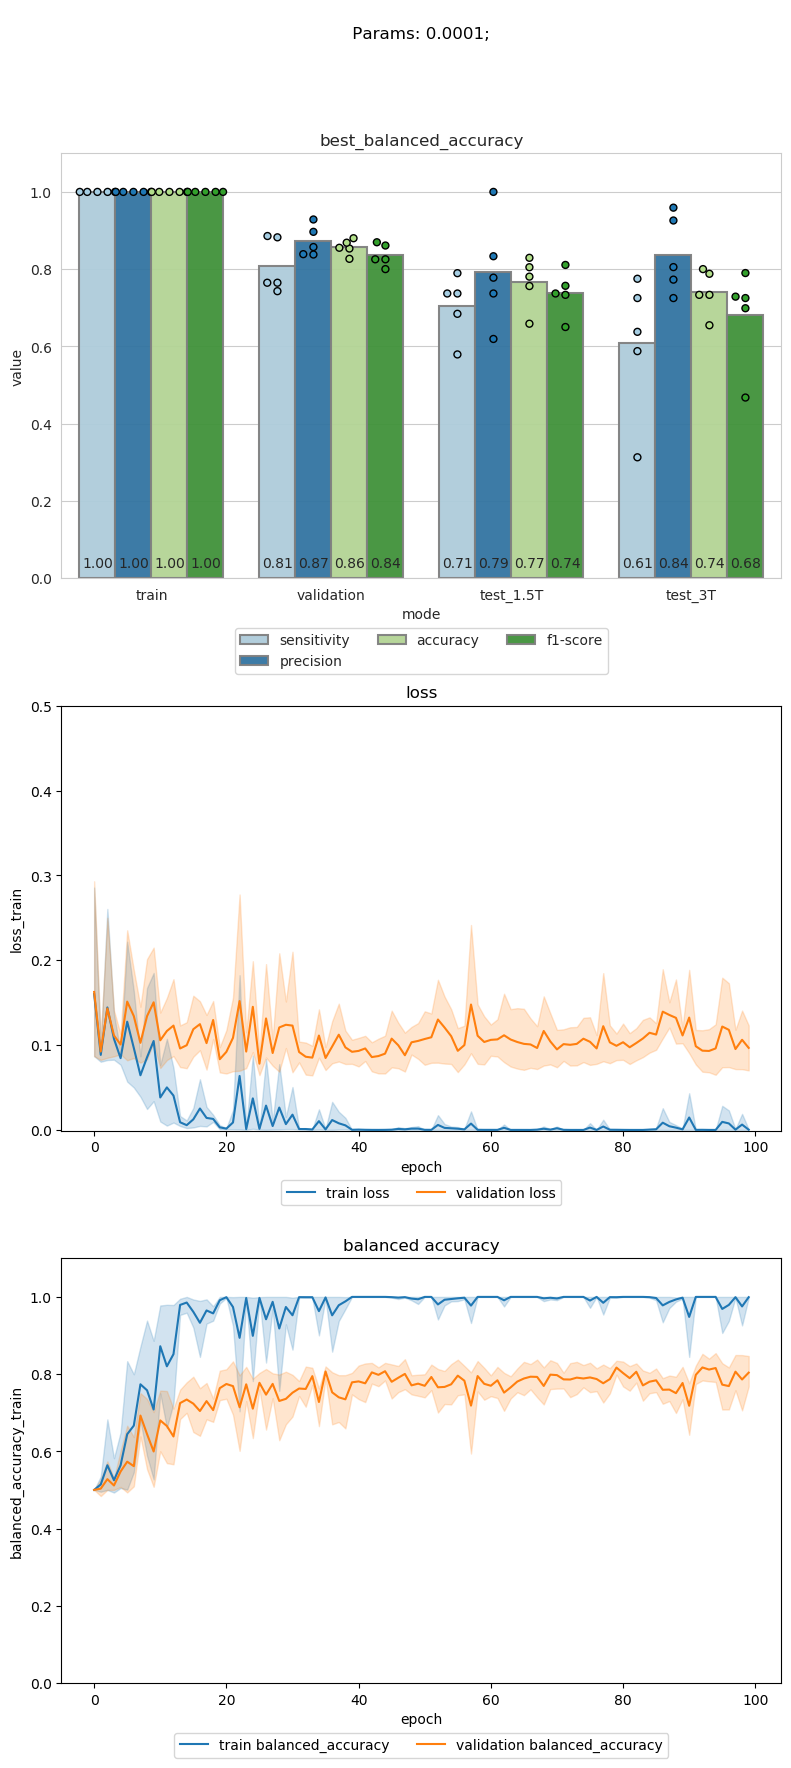 Params: 0.0001;
best_balanced_accuracy
1.0
0.8
0.6
0.4
0.2
0.0
value
1.00 1.00 1.00 1.00 0.81 0.87 0.86 0.84 0.71 0.79 0.77 0.74 0.61 0.84 0.74 0.68
train validation test_1.5T test_3T
mode
sensitivity accuracy f1-score
precision
loss
0.5
0.4
0.3
0.2
0.1
0.0
loss_train
0 20 40 60 80 100
epoch
train loss validation loss
balanced accuracy
1.0
0.8
0.6
0.4
0.2
0.0
balanced_accuracy_train
0 20 40 60 80 100
epoch
train balanced_accuracy validation balanced_accuracy